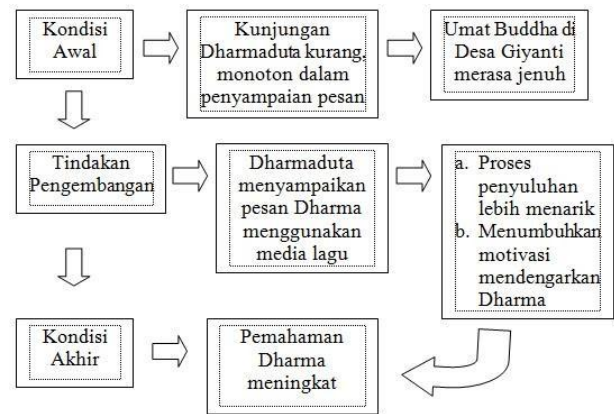 Kondisi
Awal
Kunjungan
Dharmaduta kurang,
monoton dalam
penyampaian pesan
Umat Buddha di
Desa Giyanti
merasa jenuh
Tindakan
Pengembangan
Dharmaduta
menyampaikan
pesan Dharma
menggunakan
media lagu
a. Proses
penyuluhan
lebih menarik
b. Menumbuhkan
motivasi
mendengarkan
Dharma
Kondisi
Akhir
Pemahaman
Dharma
meningkat